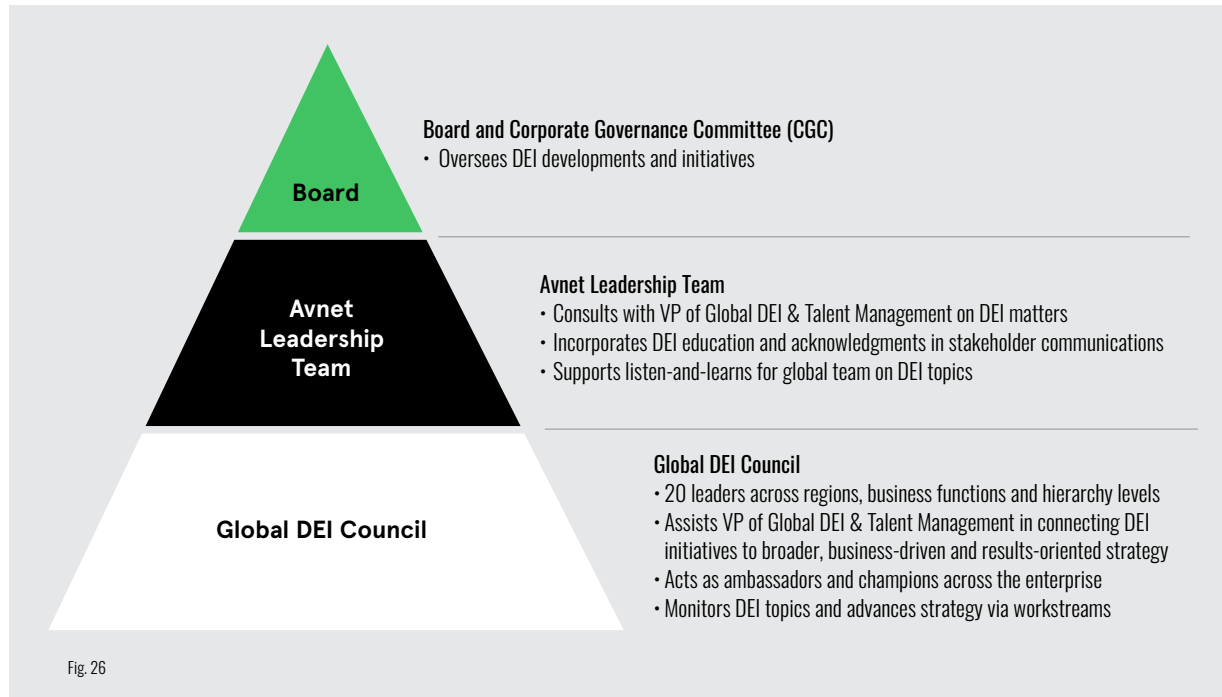 Board and Corporate Governance Committee (CGC)
• Oversees DEI developments and initiatives
Board
Avnet Leadership Team
• Consults with VP of Global DEI & Talent Management on DEI matters
• Incorporates DEI education and acknowledgments in stakeholder communications
• Supports listen-and-learns for global team on DEI topics
Avnet
Leadership
Team
Global DEI Council
• 20 leaders across regions, business functions and hierarchy levels
• Assists VP of Global DEI & Talent Management in connecting DEI
initiatives to broader, business-driven and results-oriented strategy
• Acts as ambassadors and champions across the enterprise
• Monitors DEI topics and advances strategy via workstreams
Global DEI Council
Fig. 26